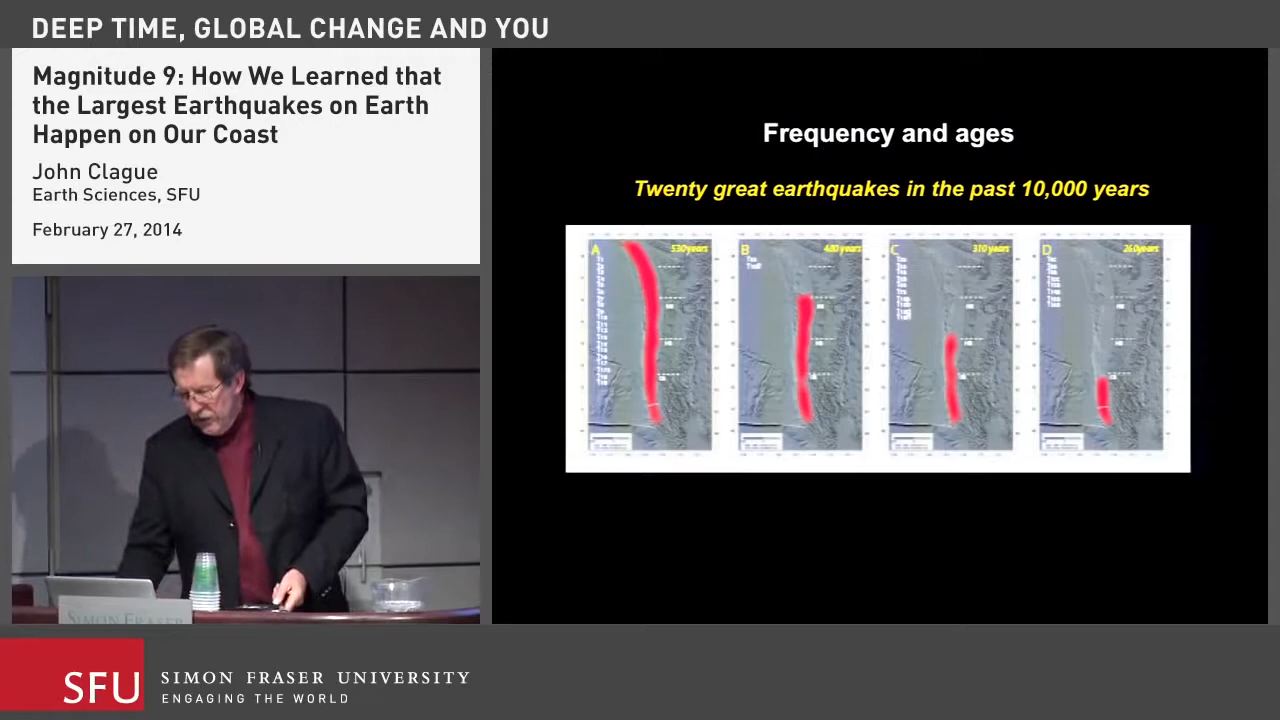 DEEP TIME, GLOBAL CHANGE AND YOU
Magnitude 9: How We Learned that
the Largest Earthquakes on Earth
Happen on Our Coast
John Clague
Earth Sciences, SFU
February 27, 2014
Frequency and ages
Twenty great earthquakes in the past 10,000 years
A 530 years
B
C 310 years
D 260 years
SIMON FRASER
SFU
SIMON FRASER UNIVERSITY
ENGAGING THE WORLD